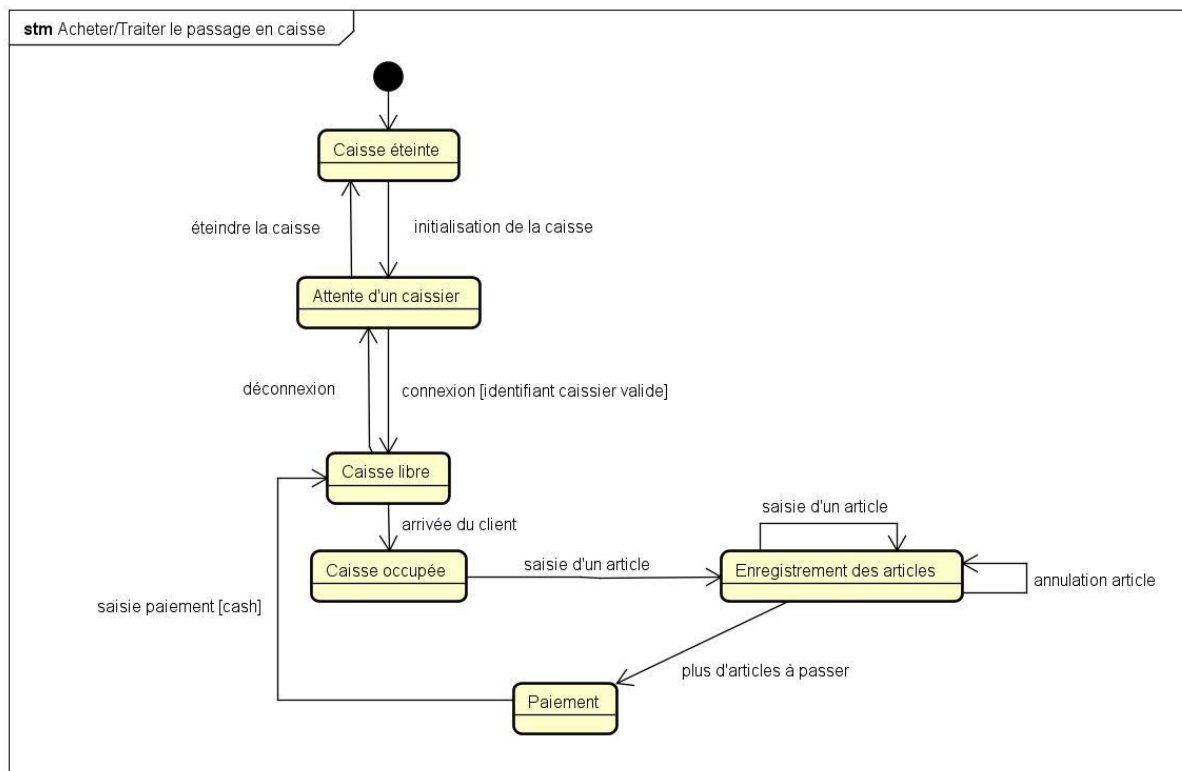 stm Acheter/Traiter le passage en caisse
Caisse éteinte
éteindre la caisse
initialisation de la caisse
Attente d'un caissier
déconnexion
connexion [identifiant caissier valide]
Caisse libre
arrivée du client
saisie d'un article
Caisse occupée
saisie d'un article
Enregistrement des articles
annulation article
saisie paiement [cash]
plus d'articles à passer
Paiement